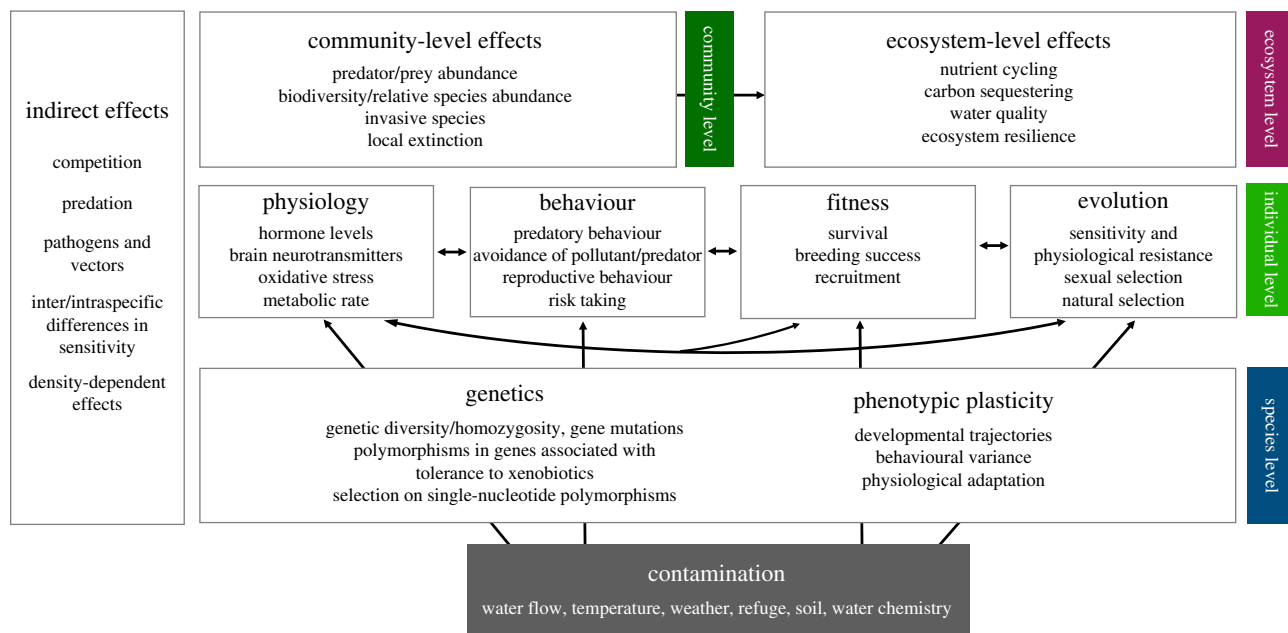 indirect effects
competition
predation
pathogens and
vectors
inter/intraspecific
differences in
sensitivity
density-dependent
effects
community-level effects
predator/prey abundance
biodiversity/relative species abundance
invasive species
local extinction
community level
ecosystem-level effects
nutrient cycling
carbon sequestering
water quality
ecosystem resilience
ecosystem level
physiology
hormone levels
brain neurotransmitters
oxidative stress
metabolic rate
behaviour
predatory behaviour
avoidance of pollutant/predator
reproductive behaviour
risk taking
fitness
survival
breeding success
recruitment
evolution
sensitivity and
physiological resistance
sexual selection
natural selection
individual level
genetics
genetic diversity/homozygosity, gene mutations
polymorphisms in genes associated with
tolerance to xenobiotics
selection on single-nucleotide polymorphisms
phenotypic plasticity
developmental trajectories
behavioural variance
physiological adaptation
species level
contamination
water flow, temperature, weather, refuge, soil, water chemistry